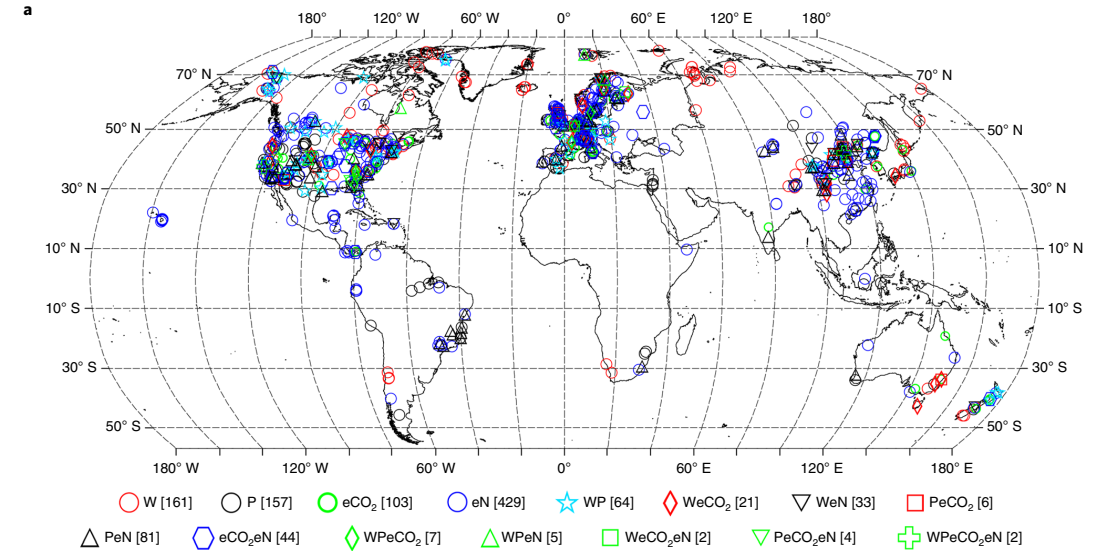 a
180° 120° W 60° W 0° 60° E 120° E 180°
70° N 70° N
50° N 50° N
30° N 30° N
10° N 10° N
10° S 10° S
30° S 30° S
50° S 50° S
180° W 120° W 60° W 0° 60° E 120° E 180° E
W [161] P [157] eCO₂ [103] eN [429] WP [64] WeCO₂ [21] WeN [33] PeCO₂ [6]
PeN [81] eCO₂eN [44] WPeCO₂ [7] WPeN [5] WeCO₂eN [2] PeCO₂eN [4] WPeCO₂eN [2]